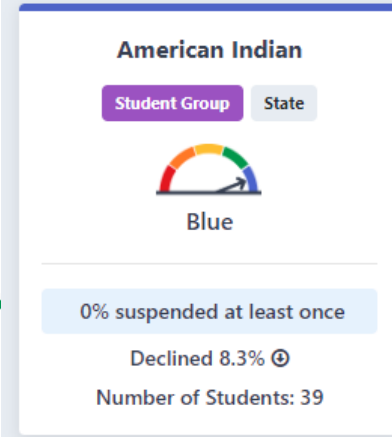 American Indian
Student Group State
Blue
0% suspended at least once
Declined 8.3%
Number of Students: 39